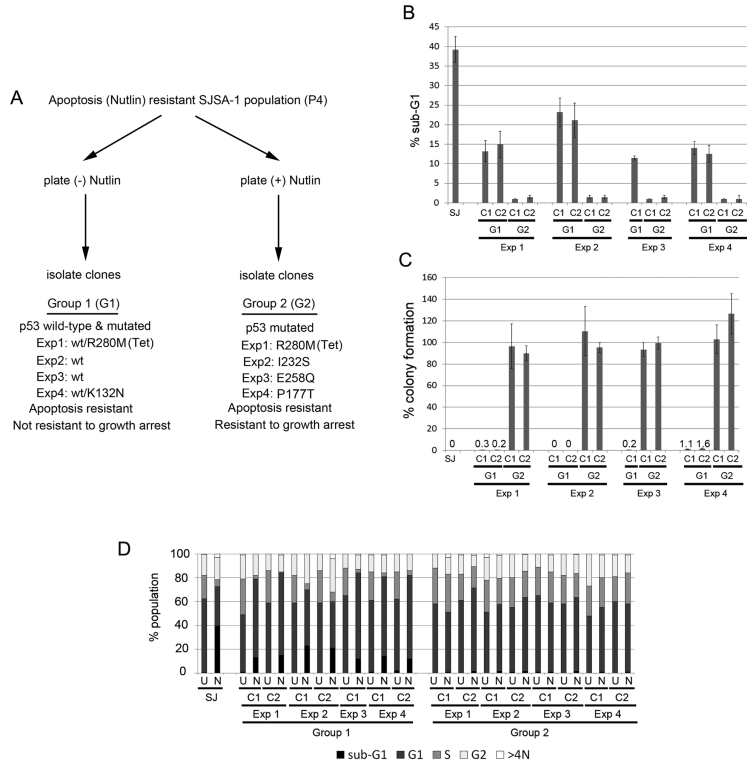 A
Apoptosis (Nutlin) resistant SJSA-1 population (P4)
plate (-) Nutlin
plate (+) Nutlin
isolate clones
isolate clones
Group 1 (G1)
p53 wild-type & mutated
Exp1: wt/R280M(Tet)
Exp2: wt
Exp3: wt
Exp4: wt/K132N
Apoptosis resistant
Not resistant to growth arrest
Group 2 (G2)
p53 mutated
Exp1: R280M(Tet)
Exp2: I232S
Exp3: E258Q
Exp4: P177T
Apoptosis resistant
Resistant to growth arrest
B
% sub-G1
45
40
35
30
25
20
15
10
5
0
SJ C1 C2 C1 C2 C1 C2 C1 C2 C1 C1 C2 C1 C2 C1 C2
G1 G2 G1 G2 G1 G2 G1 G2
Exp 1 Exp 2 Exp 3 Exp 4
C
% colony formation
160
140
120
100
80
60
40
20
0
0 0.3 0.2 0 0 0.2 1.1 1.6
SJ C1 C2 C1 C2 C1 C2 C1 C2 C1 C1 C2 C1 C2 C1 C2
G1 G2 G1 G2 G1 G2 G1 G2
Exp 1 Exp 2 Exp 3 Exp 4
D
% population
100
80
60
40
20
0
U N U N U N U N U N U N U N U N U N U N U N U N U N U N U N U N
SJ C1 C2 C1 C2 C1 C1 C2 C1 C2 C1 C2 C1 C2 C1 C2
Exp 1 Exp 2 Exp 3 Exp 4 Exp 1 Exp 2 Exp 3 Exp 4
Group 1 Group 2
sub-G1 G1 S G2 >4N